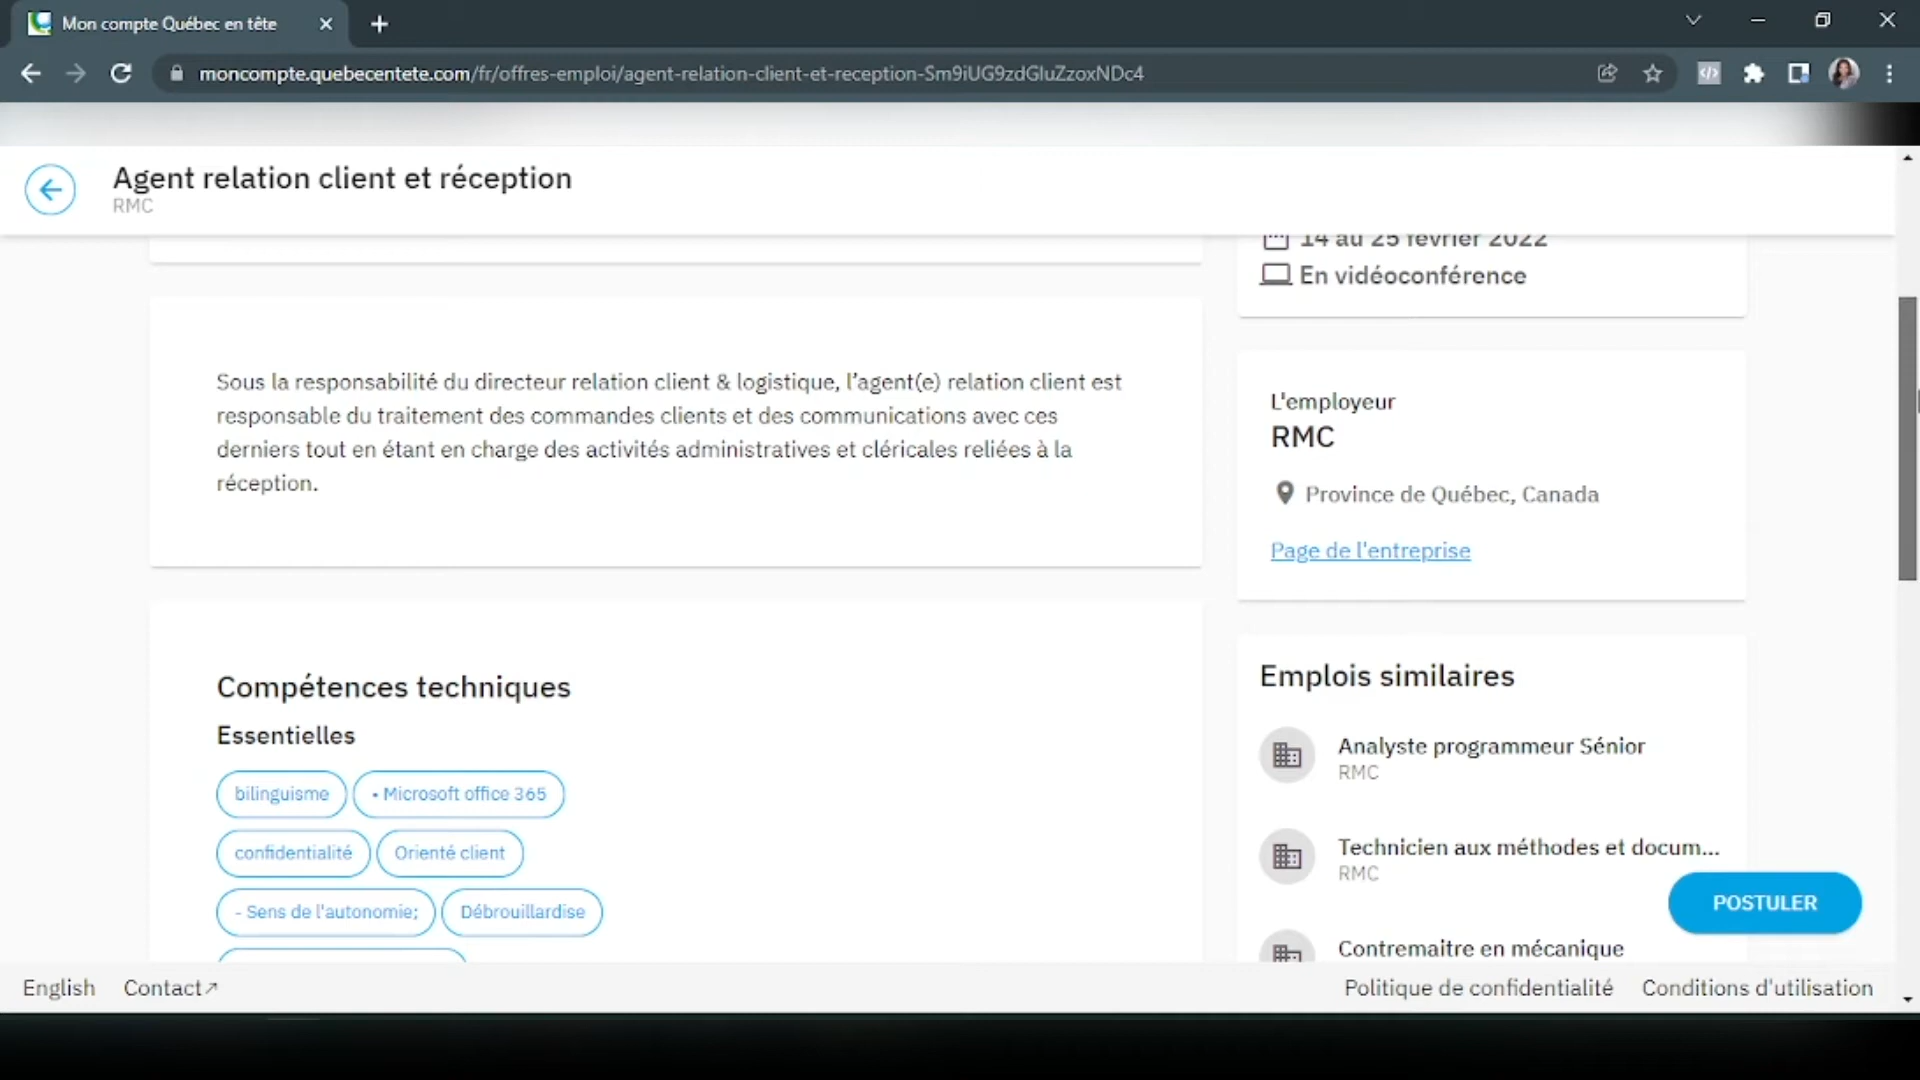 Mon compte Québec en tête
moncompte.quebecentete.com/fr/offres-emploi/agent-relation-client-et-reception-Sm9iUG9zdGluZzoxNDc4
Agent relation client et réception
RMC
14 au 25 février 2022
En vidéoconférence
Sous la responsabilité du directeur relation client & logistique, l'agent(e) relation client est
responsable du traitement des commandes clients et des communications avec ces
derniers tout en étant en charge des activités administratives et cléricales reliées à la
réception.
L'employeur
RMC
Province de Québec, Canada
Page de l'entreprise
Compétences techniques
Essentielles
bilinguisme
• Microsoft office 365
confidentialité
Orienté client
- Sens de l'autonomie;
Débrouillardise
Emplois similaires
Analyste programmeur Sénior
RMC
Technicien aux méthodes et docum...
RMC
Contremaitre en mécanique
POSTULER
English
Contact↗
Politique de confidentialité
Conditions d'utilisation